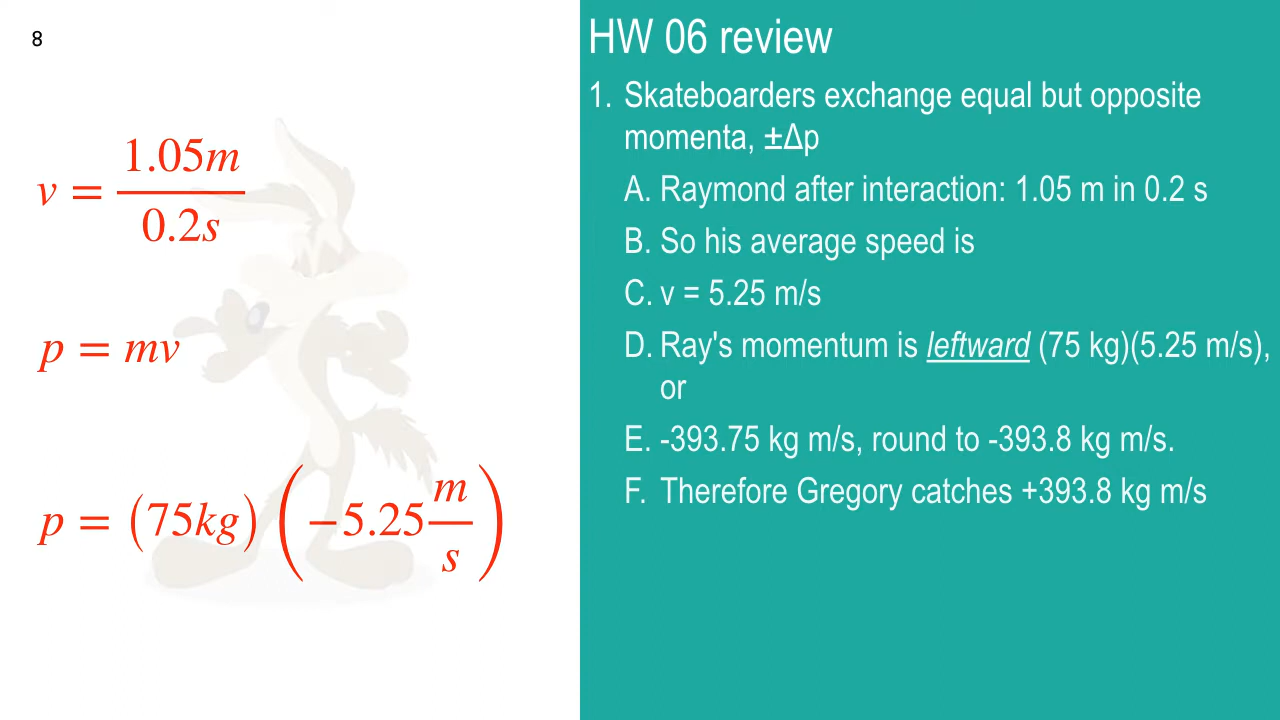 8
v = 1.05m / 0.2s
p = mv
p = (75kg) (−5.25 m/s)
HW 06 review
1. Skateboarders exchange equal but opposite
momenta, ±Δp
A. Raymond after interaction: 1.05 m in 0.2 s
B. So his average speed is
C. v = 5.25 m/s
D. Ray's momentum is leftward (75 kg)(5.25 m/s),
or
E. -393.75 kg m/s, round to -393.8 kg m/s.
F. Therefore Gregory catches +393.8 kg m/s